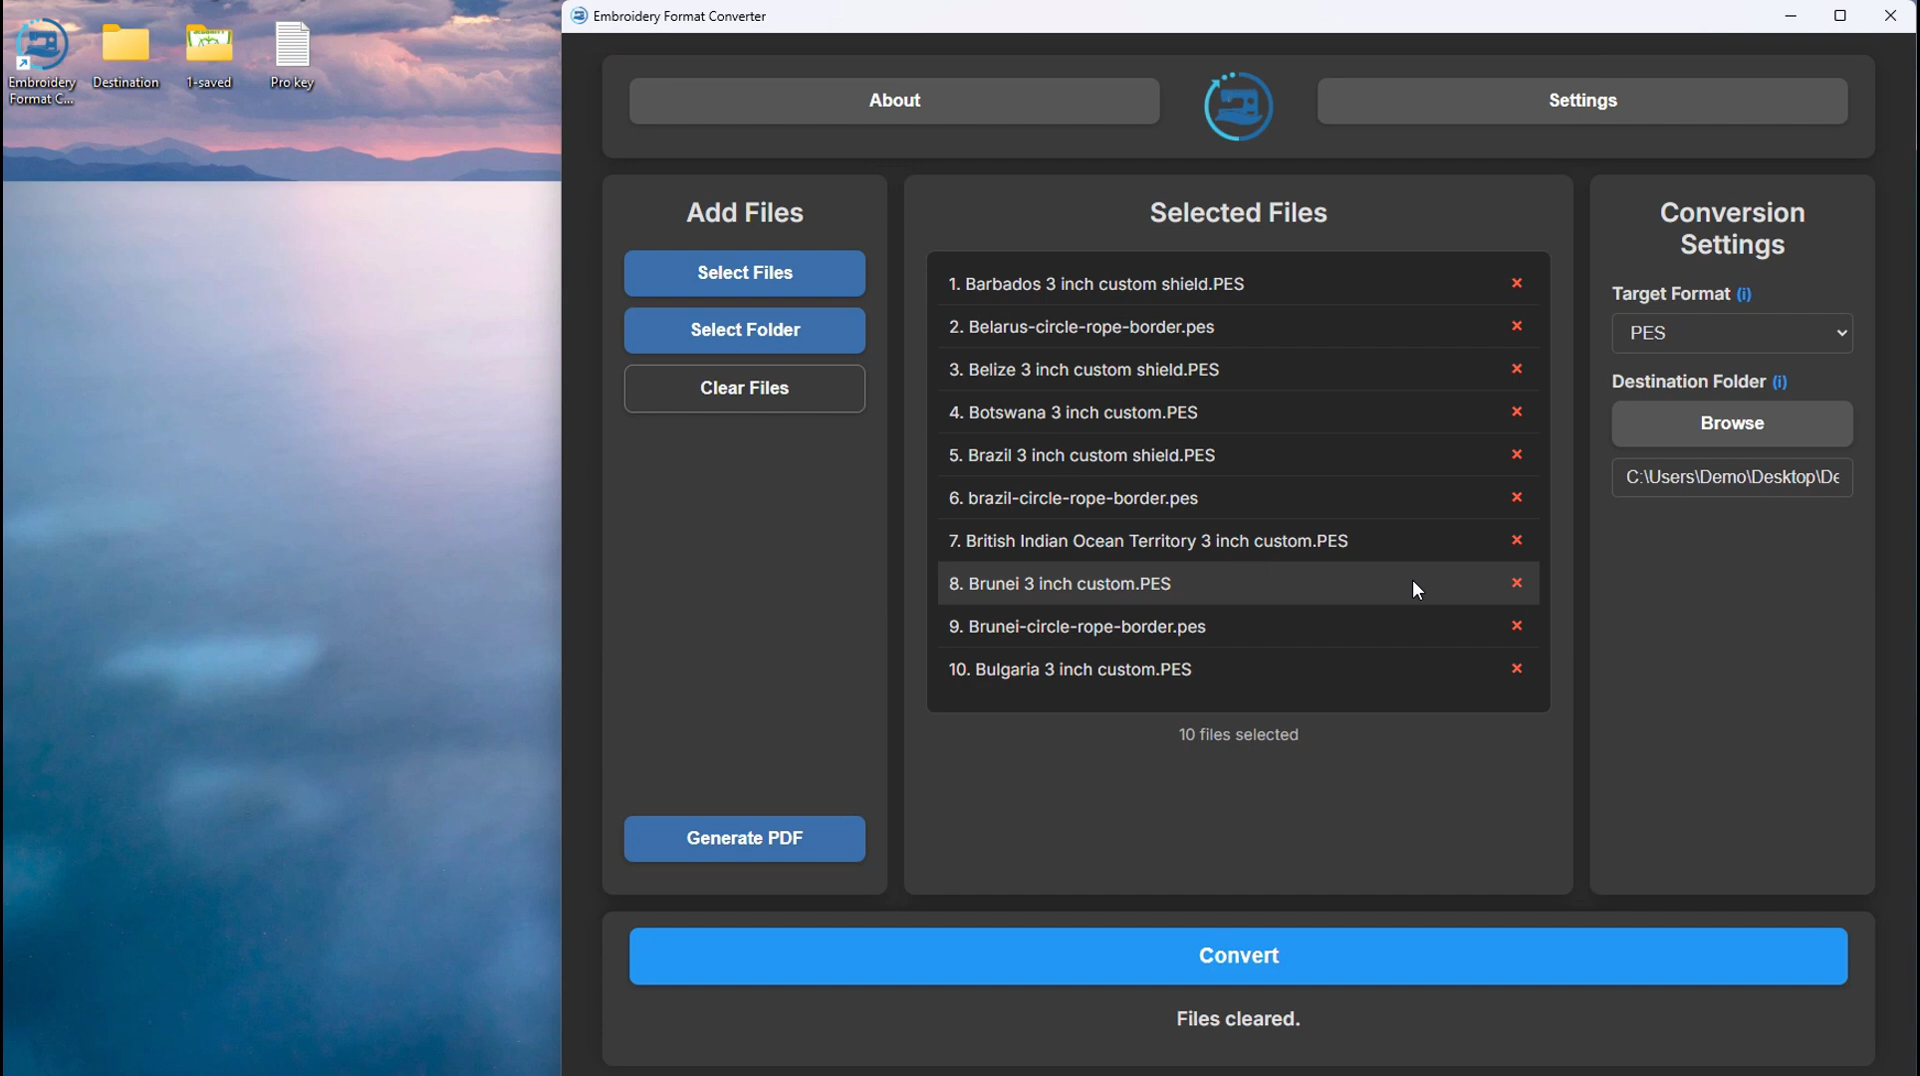 Embroidery Format Converter
Embroidery
Format C...
Destination
1-saved
Pro key
About
Settings
Add Files
Select Files
Select Folder
Clear Files
Generate PDF
Selected Files
1. Barbados 3 inch custom shield.PES
2. Belarus-circle-rope-border.pes
3. Belize 3 inch custom shield.PES
4. Botswana 3 inch custom.PES
5. Brazil 3 inch custom shield.PES
6. brazil-circle-rope-border.pes
7. British Indian Ocean Territory 3 inch custom.PES
8. Brunei 3 inch custom.PES
9. Brunei-circle-rope-border.pes
10. Bulgaria 3 inch custom.PES
10 files selected
Conversion
Settings
Target Format (i)
PES
Destination Folder (i)
Browse
C:\Users\Demo\Desktop\De
Convert
Files cleared.